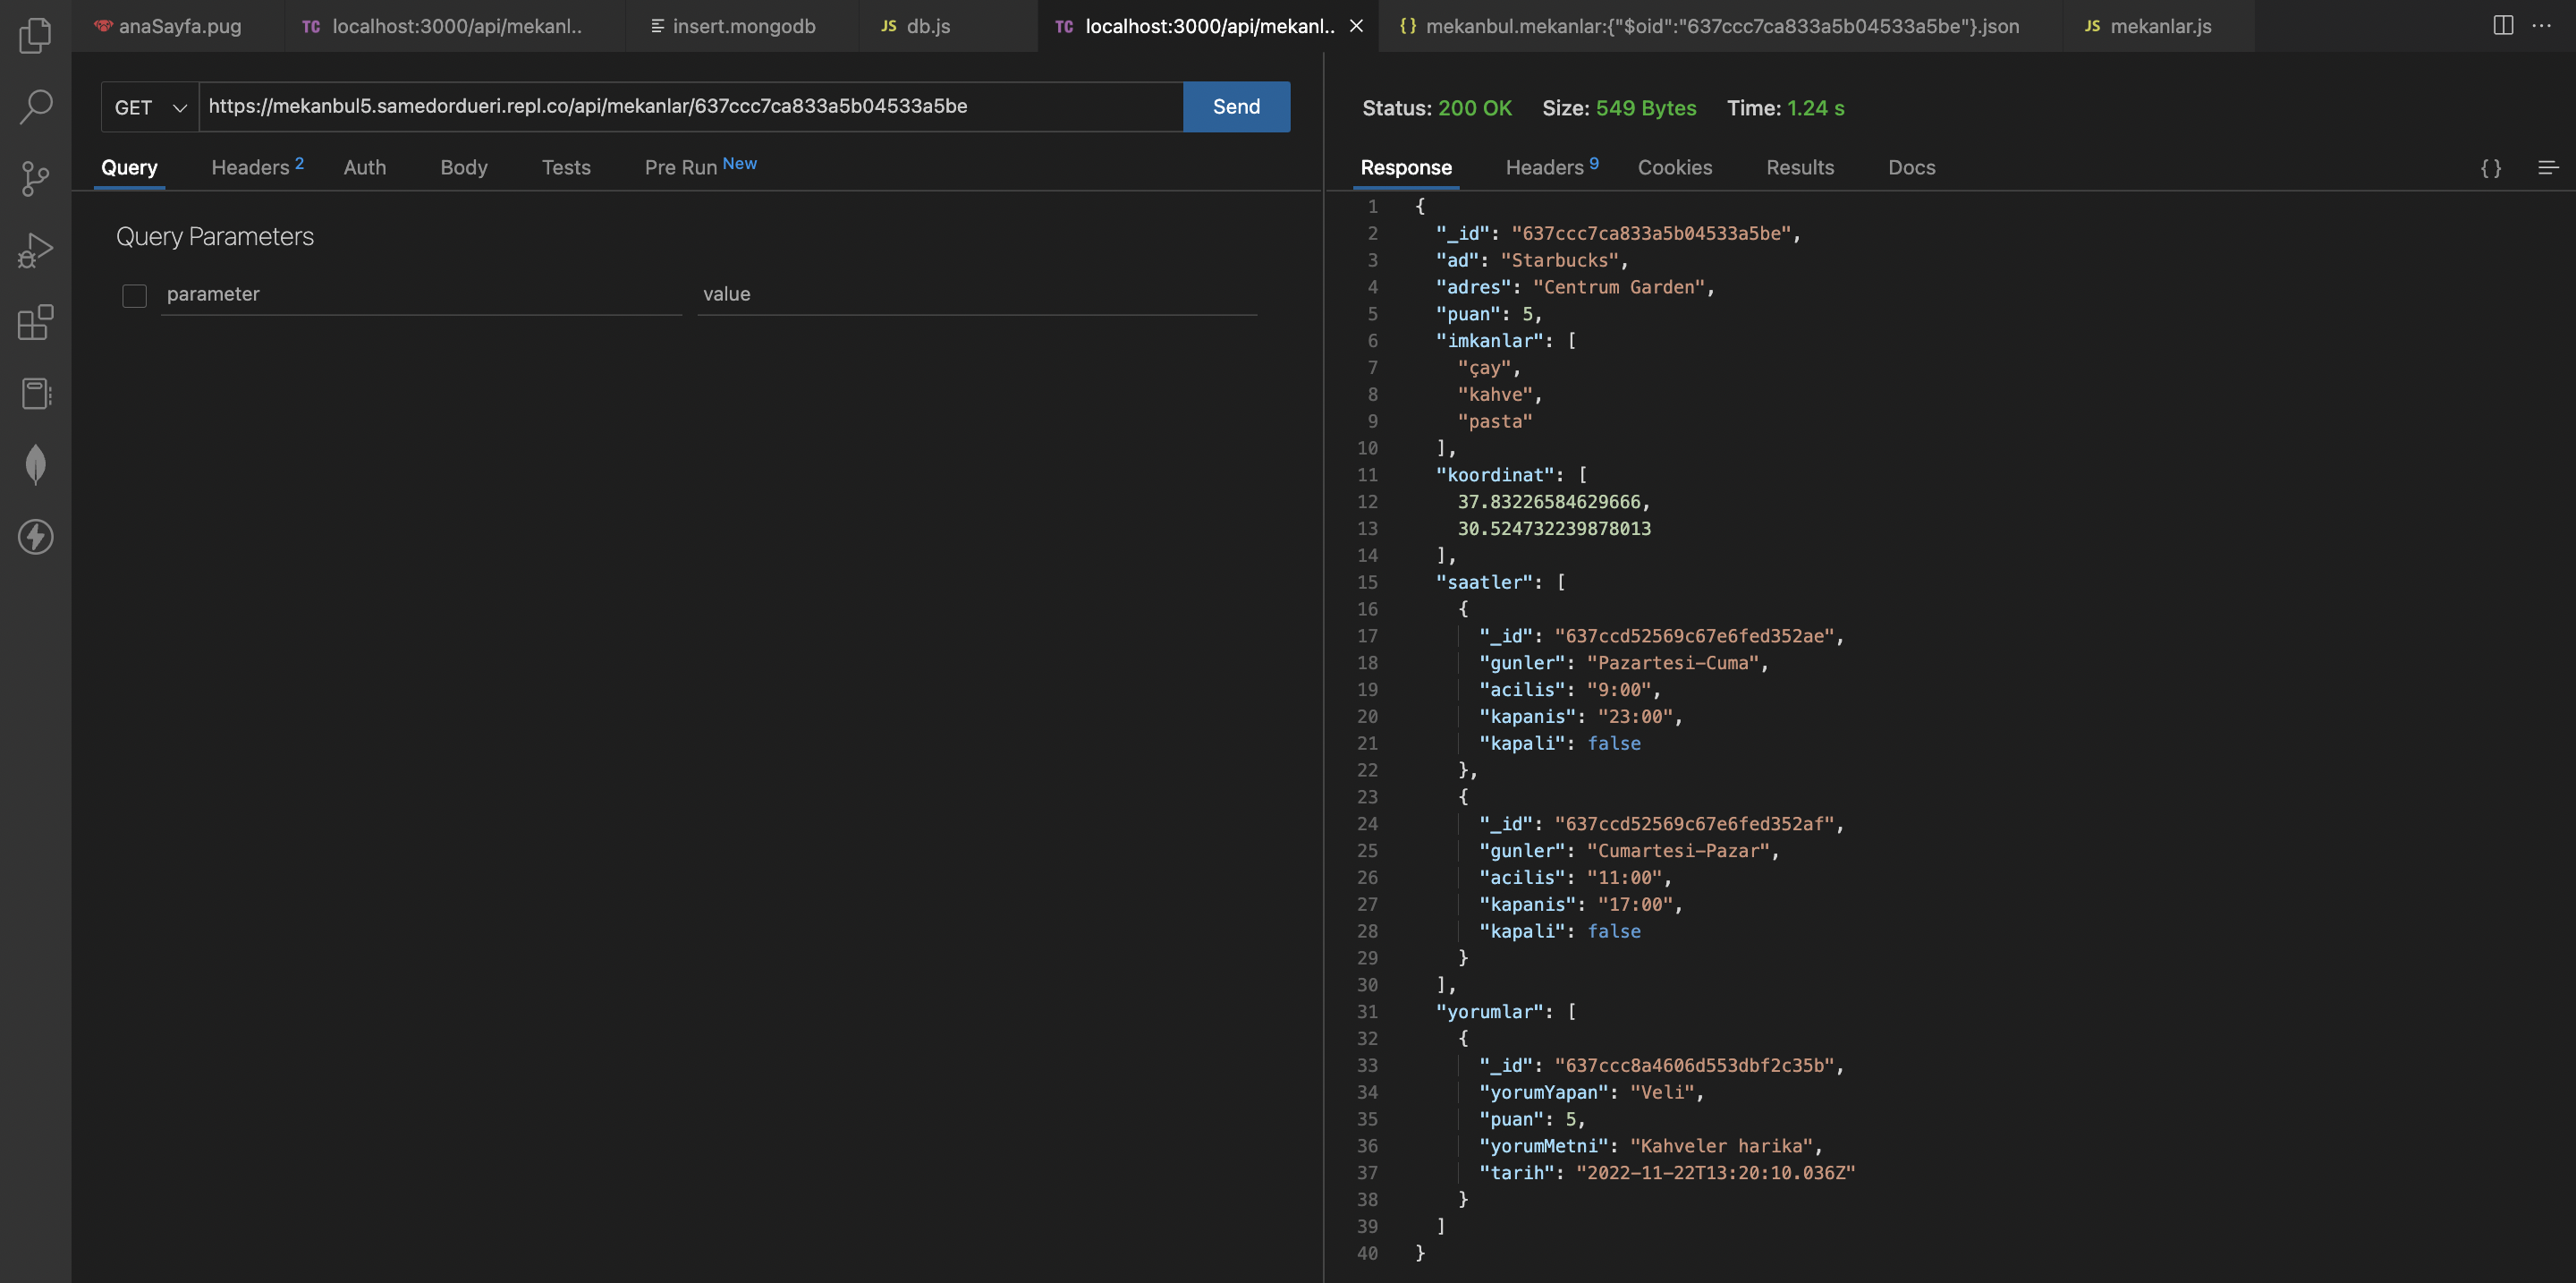 anaSayfa.pug
TC localhost:3000/api/mekanl..
insert.mongodb
JS db.js
TC localhost:3000/api/mekanl..
{} mekanbul.mekanlar:{"$oid":"637ccc7ca833a5b04533a5be"}.json
JS mekanlar.js
GET https://mekanbul5.samedordueri.repl.co/api/mekanlar/637ccc7ca833a5b04533a5be Send
Query Headers 2 Auth Body Tests Pre Run New
Query Parameters
parameter value
Status: 200 OK Size: 549 Bytes Time: 1.24 s
Response Headers 9 Cookies Results Docs {}
1 {
2 "_id": "637ccc7ca833a5b04533a5be",
3 "ad": "Starbucks",
4 "adres": "Centrum Garden",
5 "puan": 5,
6 "imkanlar": [
7 "çay",
8 "kahve",
9 "pasta"
10 ],
11 "koordinat": [
12 37.83226584629666,
13 30.524732239878013
14 ],
15 "saatler": [
16 {
17 "_id": "637ccd52569c67e6fed352ae",
18 "gunler": "Pazartesi-Cuma",
19 "acilis": "9:00",
20 "kapanis": "23:00",
21 "kapali": false
22 },
23 {
24 "_id": "637ccd52569c67e6fed352af",
25 "gunler": "Cumartesi-Pazar",
26 "acilis": "11:00",
27 "kapanis": "17:00",
28 "kapali": false
29 }
30 ],
31 "yorumlar": [
32 {
33 "_id": "637ccc8a4606d553dbf2c35b",
34 "yorumYapan": "Veli",
35 "puan": 5,
36 "yorumMetni": "Kahveler harika",
37 "tarih": "2022-11-22T13:20:10.036Z"
38 }
39 ]
40 }